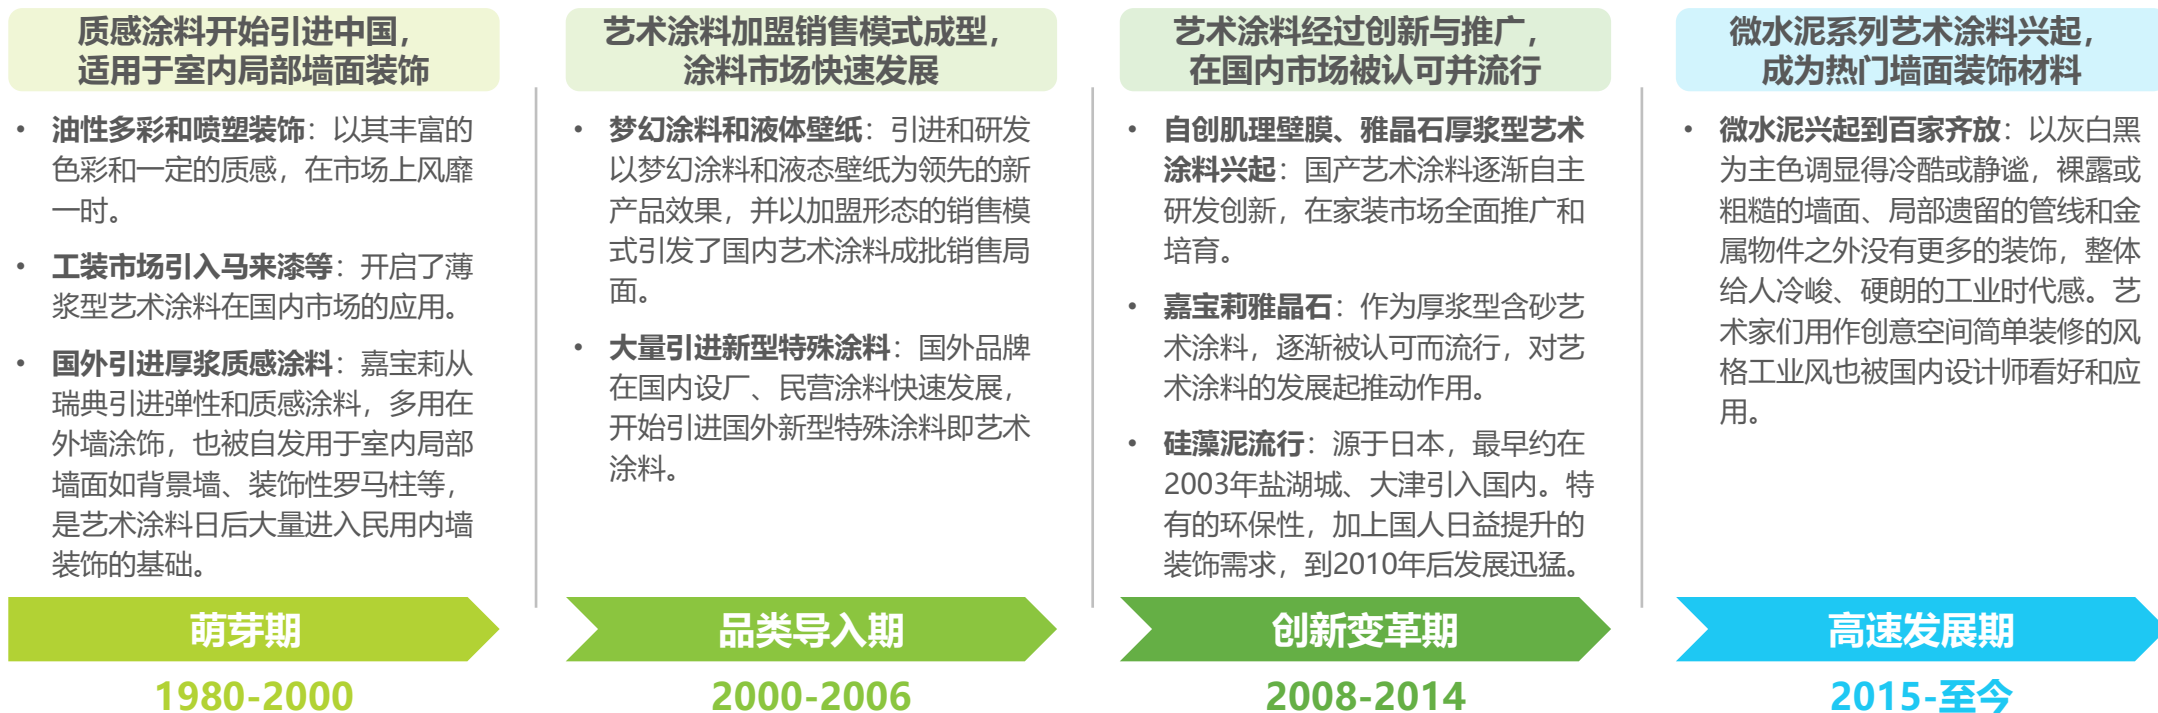 质感涂料开始引进中国，
适用于室内局部墙面装饰
• 油性多彩和喷塑装饰：以其丰富的
色彩和一定的质感，在市场上风靡
一时。
• 工装市场引入马来漆等：开启了薄
浆型艺术涂料在国内市场的应用。
• 国外引进厚浆质感涂料：嘉宝莉从
瑞典引进弹性和质感涂料，多用在
外墙涂饰，也被自发用于室内局部
墙面如背景墙、装饰性罗马柱等，
是艺术涂料日后大量进入民用内墙
装饰的基础。
萌芽期
1980-2000
艺术涂料加盟销售模式成型，
涂料市场快速发展
• 梦幻涂料和液体壁纸：引进和研发
以梦幻涂料和液态壁纸为领先的新
产品效果，并以加盟形态的销售模
式引发了国内艺术涂料成批销售局
面。
• 大量引进新型特殊涂料：国外品牌
在国内设厂、民营涂料快速发展，
开始引进国外新型特殊涂料即艺术
涂料。
品类导入期
2000-2006
艺术涂料经过创新与推广，
在国内市场被认可并流行
• 自创肌理壁膜、雅晶石厚浆型艺术
涂料兴起：国产艺术涂料逐渐自主
研发创新，在家装市场全面推广和
培育。
• 嘉宝莉雅晶石：作为厚浆型含砂艺
术涂料，逐渐被认可而流行，对艺
术涂料的发展起推动作用。
• 硅藻泥流行：源于日本，最早约在
2003年盐湖城、大津引入国内。特
有的环保性，加上国人日益提升的
装饰需求，到2010年后发展迅猛。
创新变革期
2008-2014
微水泥系列艺术涂料兴起，
成为热门墙面装饰材料
• 微水泥兴起到百家齐放：以灰白黑
为主色调显得冷酷或静谧，裸露或
粗糙的墙面、局部遗留的管线和金
属物件之外没有更多的装饰，整体
给人冷峻、硬朗的工业时代感。艺
术家们用作创意空间简单装修的风
格工业风也被国内设计师看好和应
用。
高速发展期
2015-至今